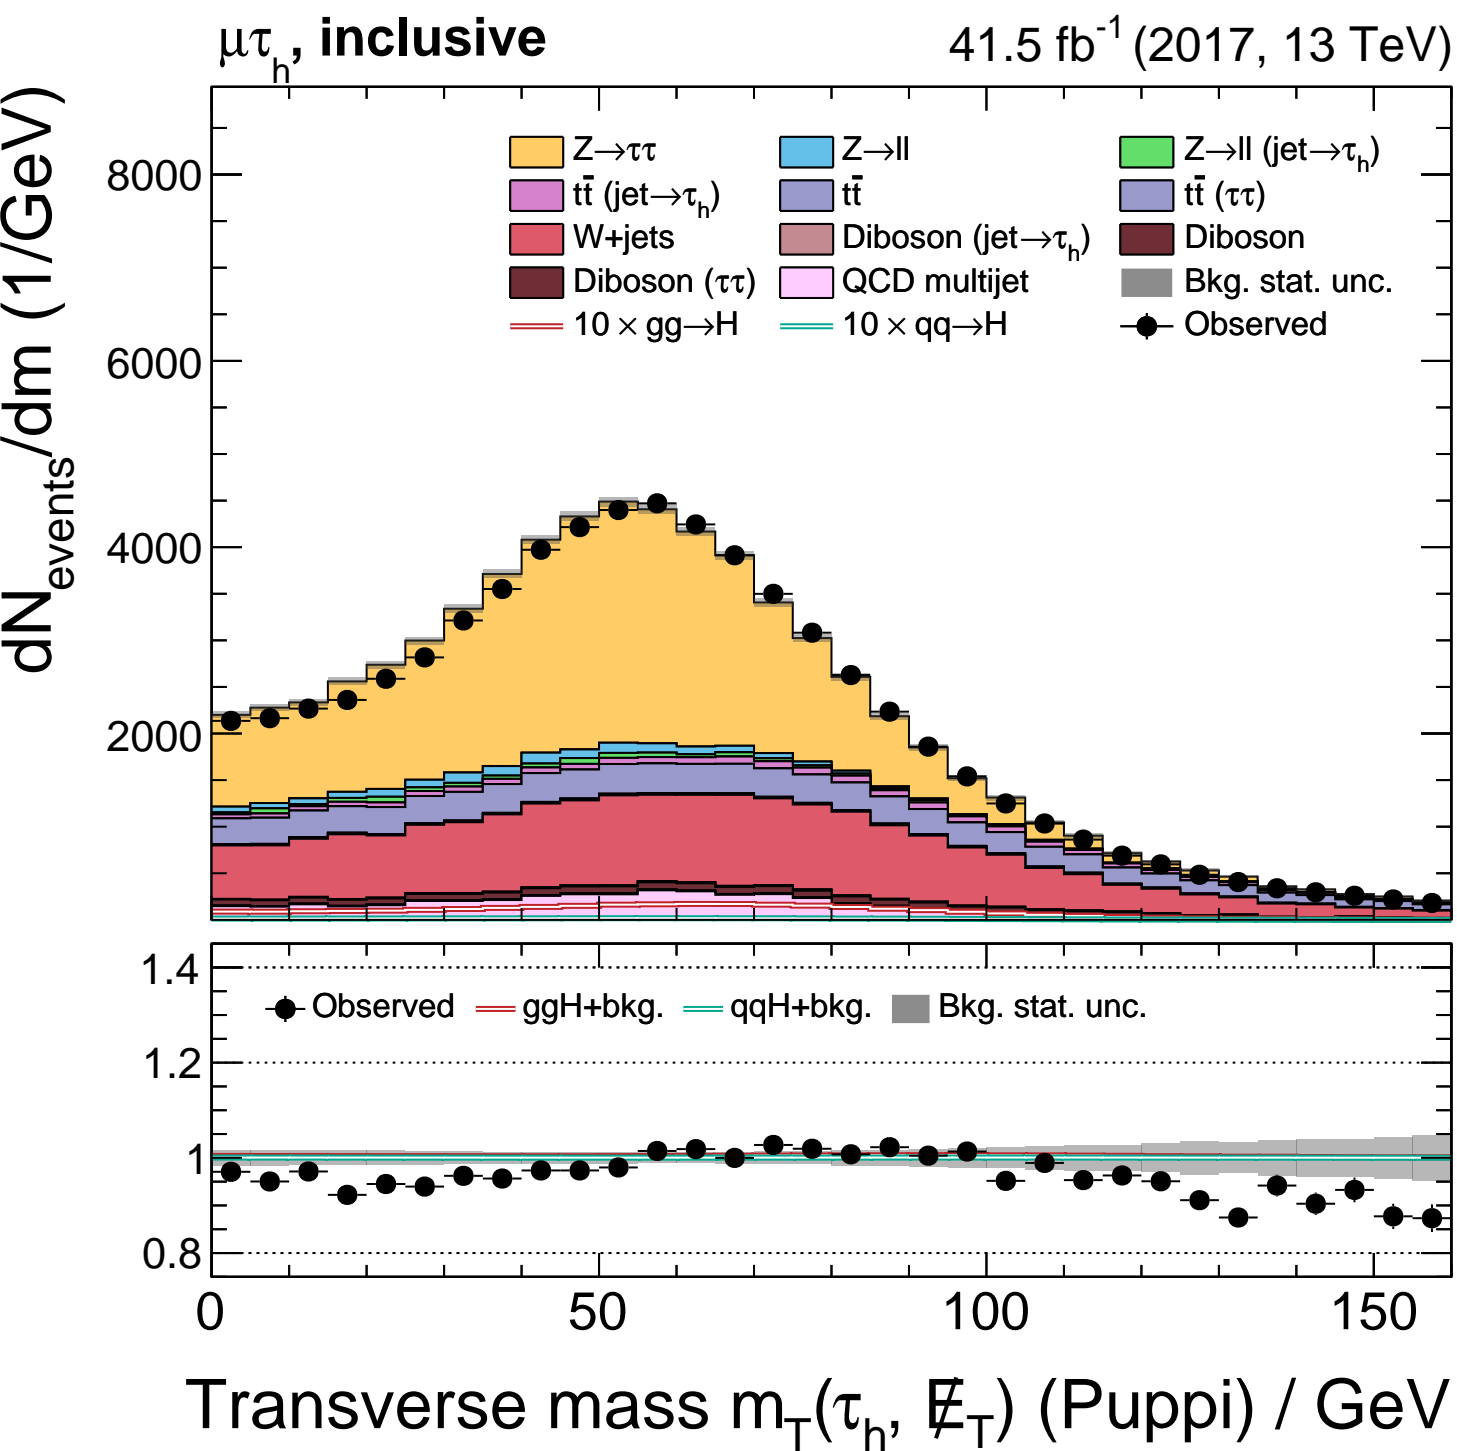 μτh, inclusive 41.5 fb-1 (2017, 13 TeV)
dNevents/dm (1/GeV)
8000
6000
4000
2000
Z→ττ Z→ll Z→ll (jet→τh)
tt̄ (jet→τh) tt̄ tt̄ (ττ)
W+jets Diboson (jet→τh) Diboson
Diboson (ττ) QCD multijet Bkg. stat. unc.
10 × gg→H 10 × qq→H Observed
1.4
1.2
1
0.8
Observed ggH+bkg. qqH+bkg. Bkg. stat. unc.
0 50 100 150
Transverse mass mT(τh, E̸T) (Puppi) / GeV